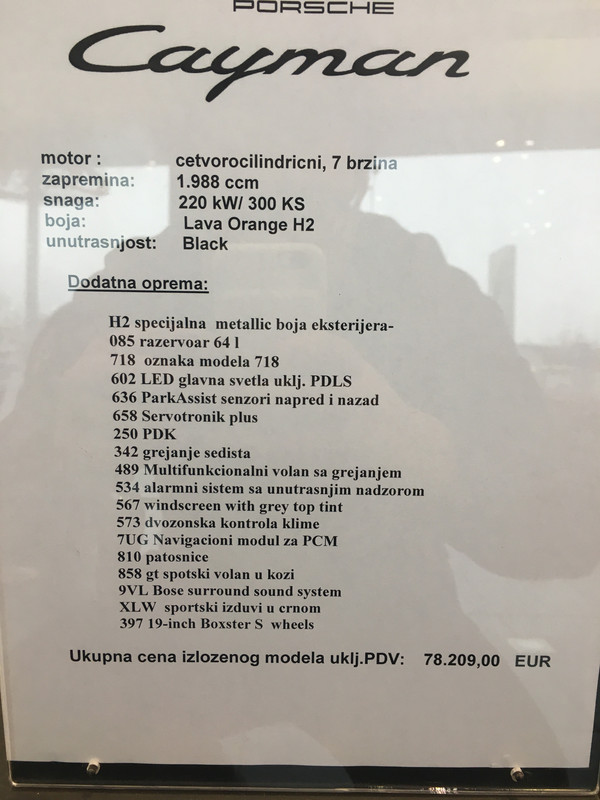 PORSCHE
Cayman
motor : cetvorocilindricni, 7 brzina
zapremina: 1.988 ccm
snaga: 220 kW/ 300 KS
boja: Lava Orange H2
unutrasnjost: Black
Dodatna oprema:
H2 specijalna metallic boja eksterijera-
085 razervoar 64 l
718 oznaka modela 718
602 LED glavna svetla uklj. PDLS
636 ParkAssist senzori napred i nazad
658 Servotronik plus
250 PDK
342 grejanje sedista
489 Multifunkcionalni volan sa grejanjem
534 alarmni sistem sa unutrasnjim nadzorom
567 windscreen with grey top tint
573 dvozonska kontrola klime
7UG Navigacioni modul za PCM
810 patosnice
858 gt spotski volan u kozi
9VL Bose surround sound system
XLW sportski izduvi u crnom
397 19-inch Boxster S wheels
Ukupna cena izlozenog modela uklj.PDV: 78.209,00 EUR